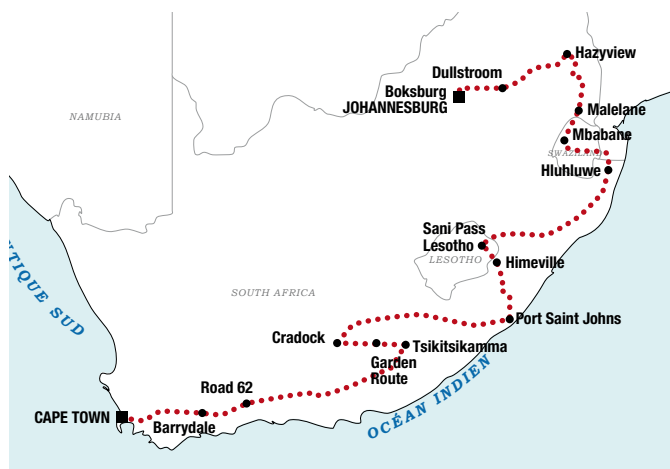 Hazyview
Dullstroom
Boksburg
JOHANNESBURG
Malelane
NAMUBIA
Mbabane
SWAZILAND
Hluhluwe
Sani Pass
Lesotho
LESOTHO
Himeville
TIQUE SUD
SOUTH AFRICA
Port Saint Johns
Cradock
Tsikitsikamma
Garden
Route
Road 62
OCÉAN INDIEN
CAPE TOWN
Barrydale